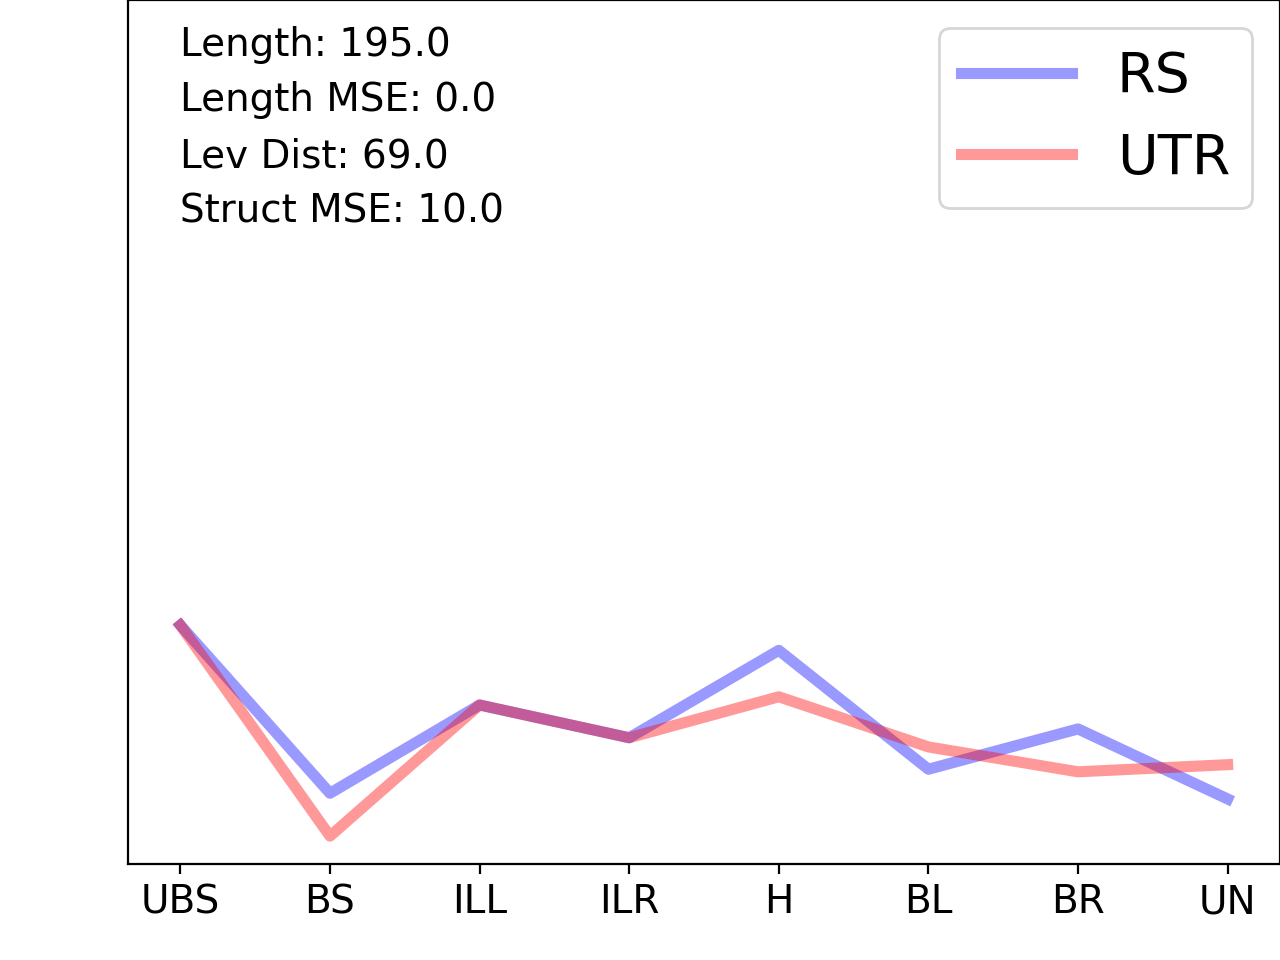 Length: 195.0
Length MSE: 0.0
Lev Dist: 69.0
Struct MSE: 10.0
RS
UTR
UBS BS ILL ILR H BL BR UN